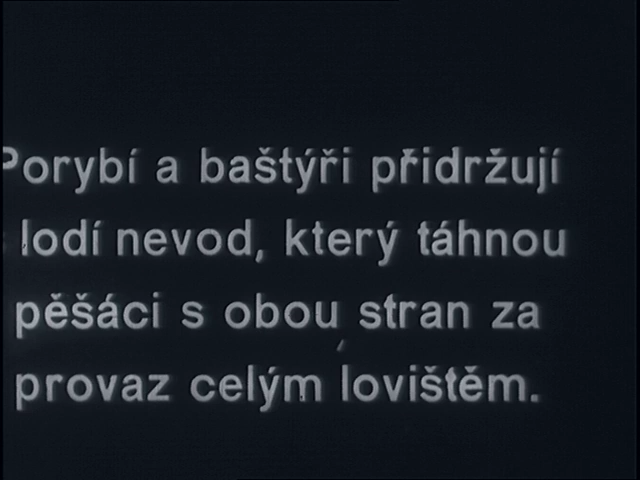 Porybí a baštýři přidržují
s lodí nevod, který táhnou
pěšáci s obou stran za
provaz celým lovištěm.